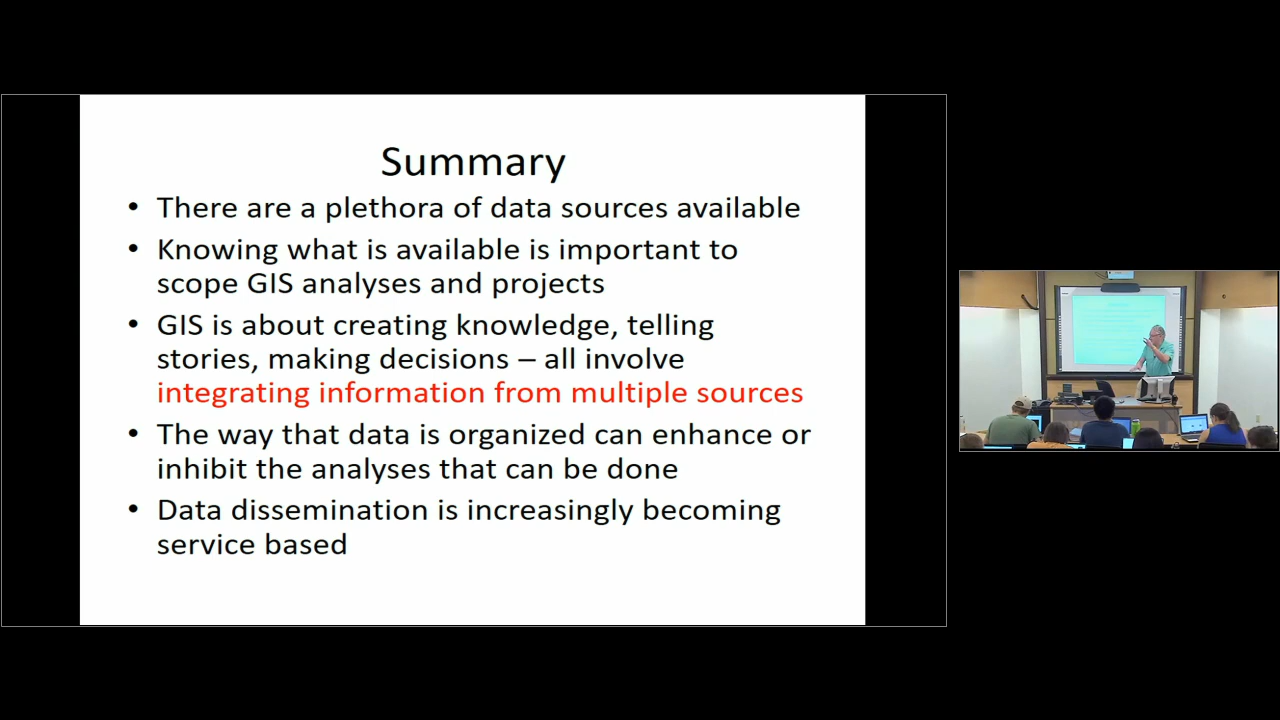 Summary
• There are a plethora of data sources available
• Knowing what is available is important to
scope GIS analyses and projects
• GIS is about creating knowledge, telling
stories, making decisions – all involve
integrating information from multiple sources
• The way that data is organized can enhance or
inhibit the analyses that can be done
• Data dissemination is increasingly becoming
service based